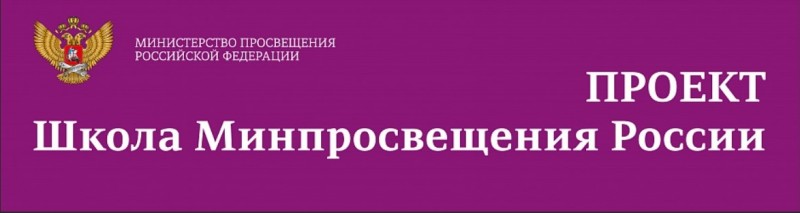 МИНИСТЕРСТВО ПРОСВЕЩЕНИЯ
РОССИЙСКОЙ ФЕДЕРАЦИИ
ПРОЕКТ
Школа Минпросвещения России